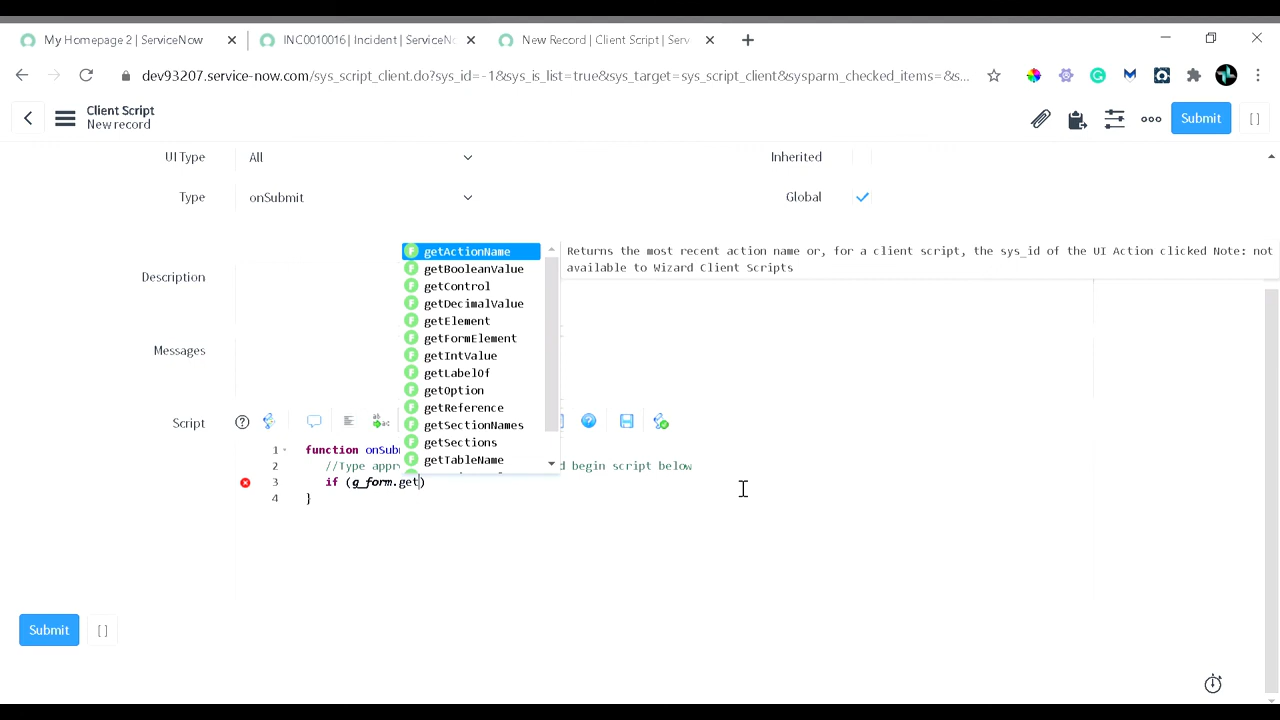 My Homepage 2 | ServiceNow
INC0010016 | Incident | ServiceNo
New Record | Client Script | Serv
dev93207.service-now.com/sys_script_client.do?sys_id=-1&sys_is_list=true&sys_target=sys_script_client&sysparm_checked_items=&s...
Client Script
New record
Submit
UI Type All Inherited
Type onSubmit Global
getActionName
Returns the most recent action name or, for a client script, the sys_id of the UI Action clicked Note: not
available to Wizard Client Scripts
getBooleanValue
Description
getControl
getDecimalValue
getElement
getFormElement
Messages
getIntValue
getLabelOf
getOption
getReference
getSectionNames
Script
getSections
getTableName
1 function onSubm
2 //Type appr d begin script below
3 if (g_form.get)
4 }
Submit